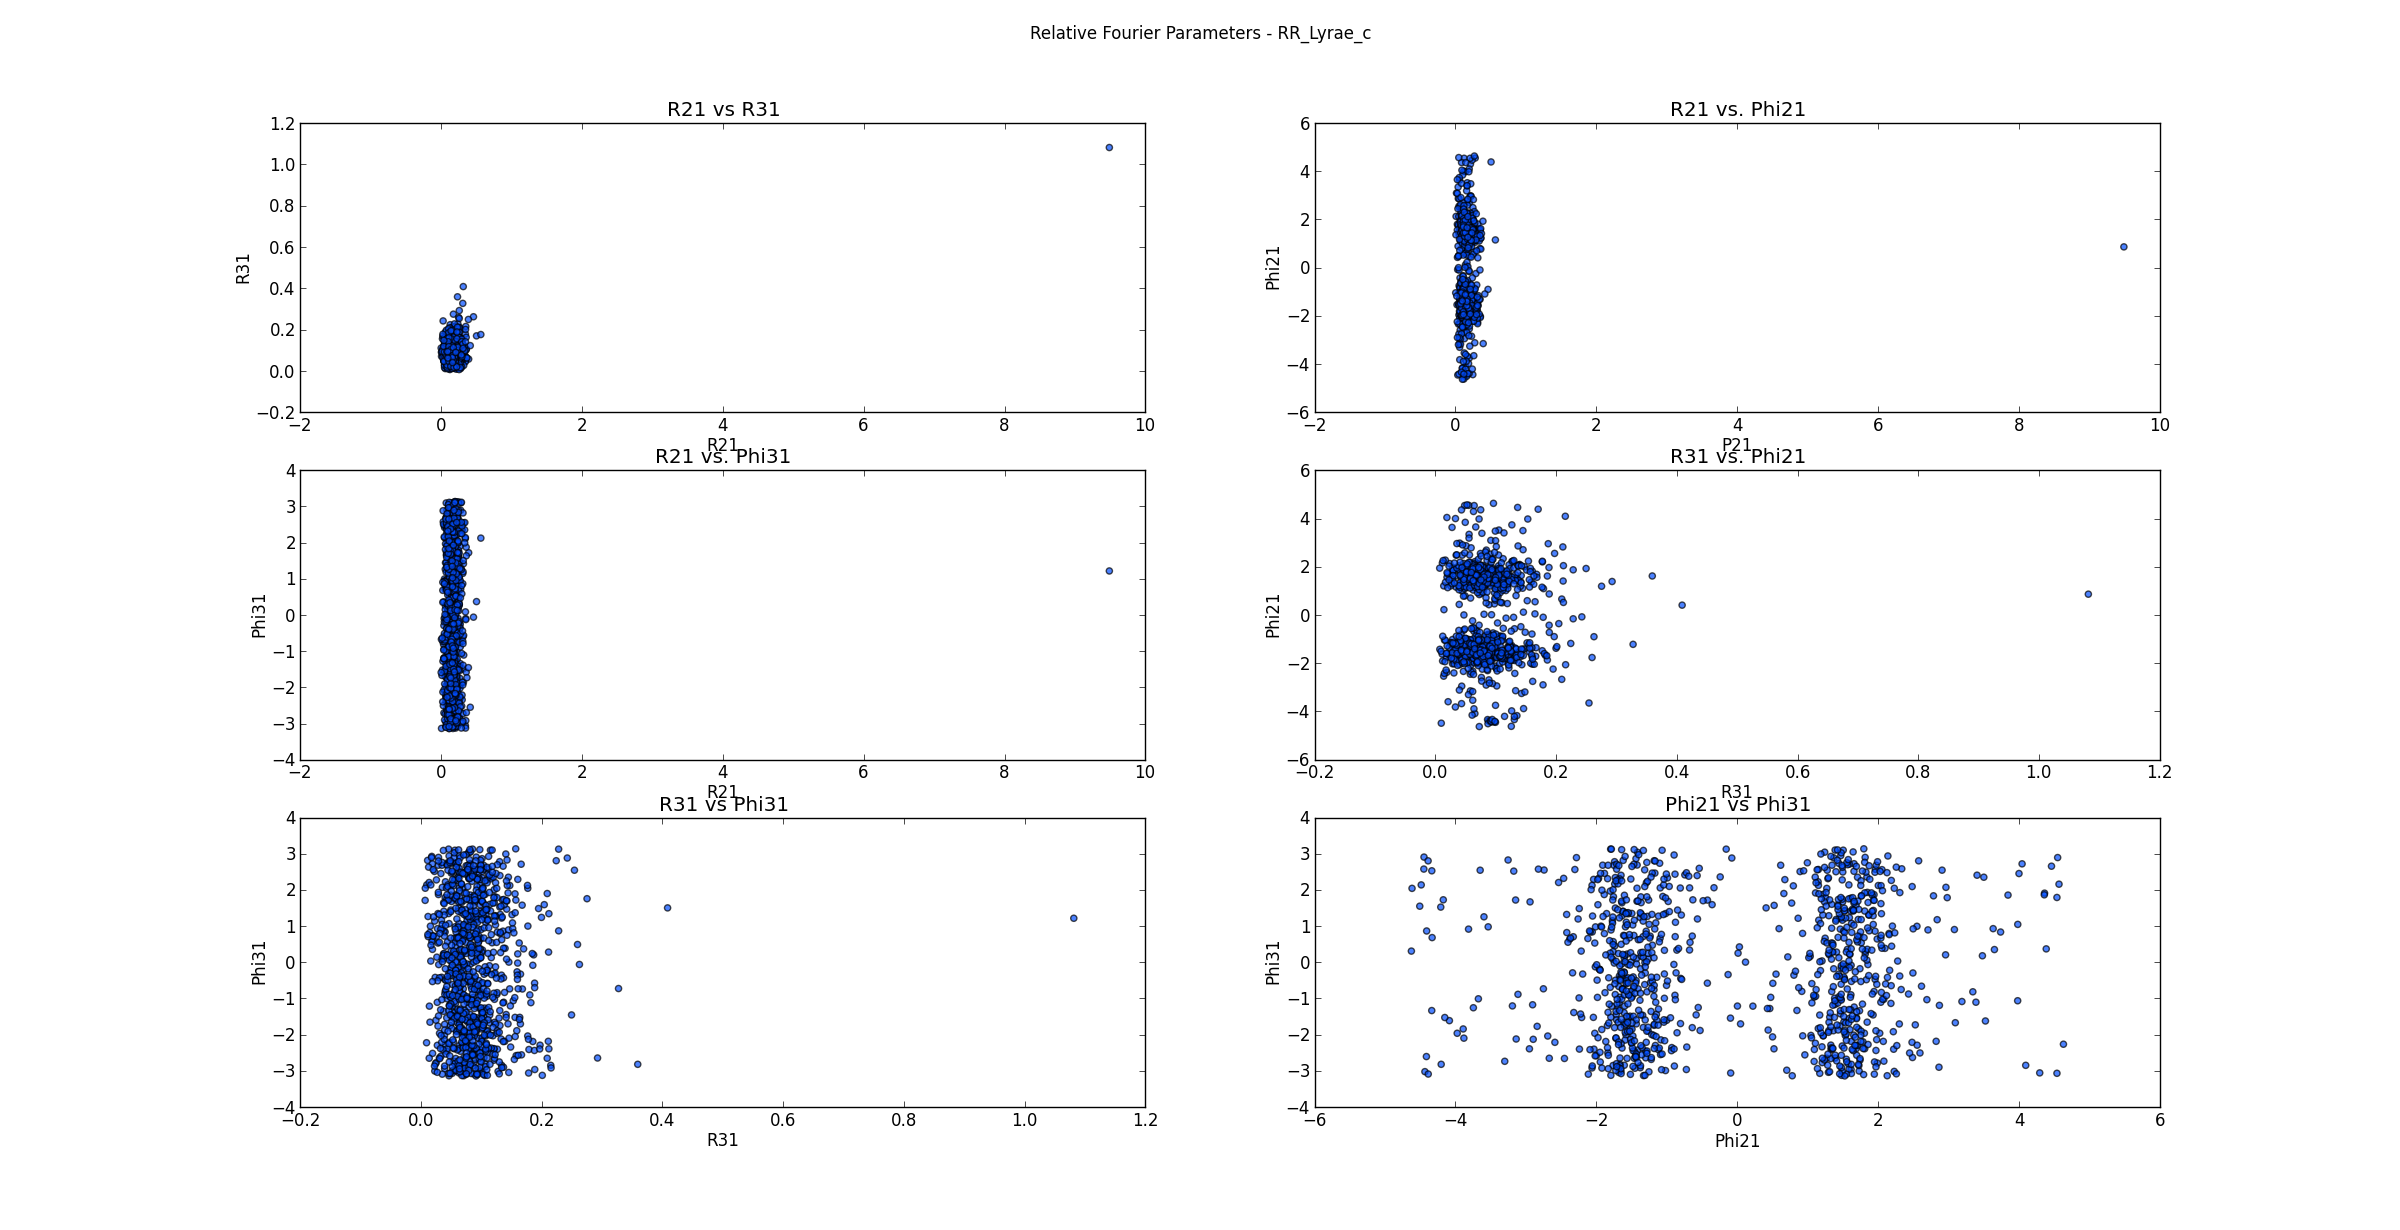 Relative Fourier Parameters - RR_Lyrae_c
R21 vs R31
1.2
1.0
0.8
0.6
0.4
0.2
0.0
−0.2
R31
−2 0 2 4 6 8 10
R21
R21 vs. Phi21
6
4
2
0
−2
−4
−6
Phi21
−2 0 2 4 6 8 10
P21
R21 vs. Phi31
4
3
2
1
0
−1
−2
−3
−4
Phi31
−2 0 2 4 6 8 10
R21
R31 vs. Phi21
6
4
2
0
−2
−4
−6
Phi21
−0.2 0.0 0.2 0.4 0.6 0.8 1.0 1.2
R31
R31 vs Phi31
4
3
2
1
0
−1
−2
−3
−4
Phi31
−0.2 0.0 0.2 0.4 0.6 0.8 1.0 1.2
R31
Phi21 vs Phi31
4
3
2
1
0
−1
−2
−3
−4
Phi31
−6 −4 −2 0 2 4 6
Phi21